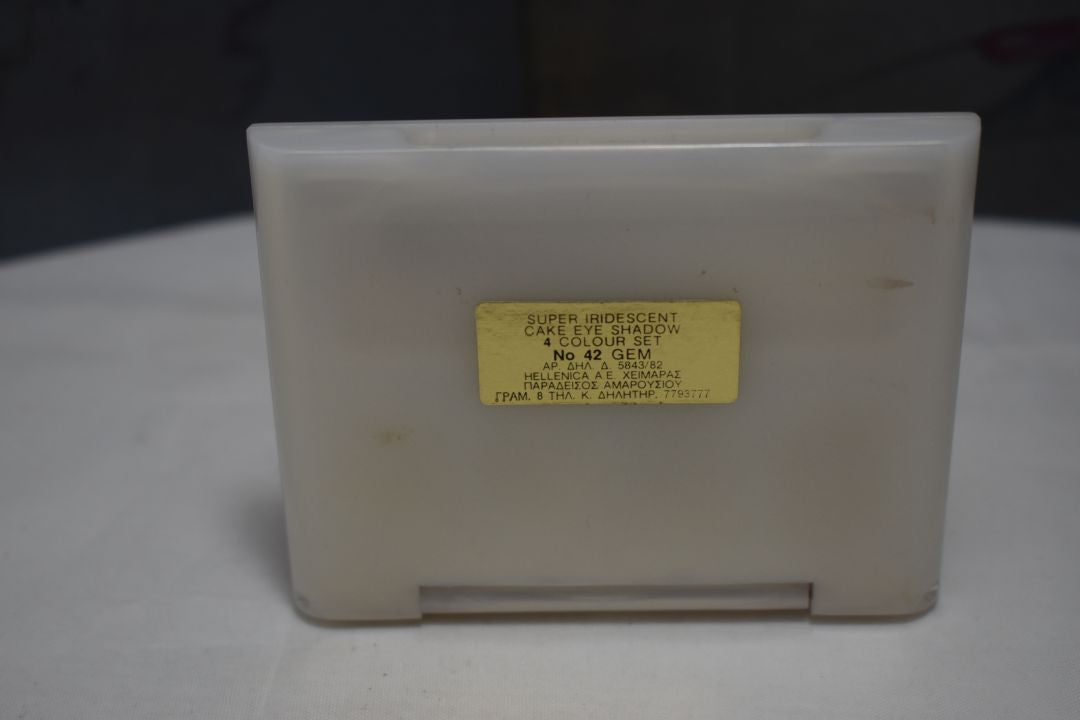 SUPER IRIDESCENT
CAKE EYE SHADOW
4 COLOUR SET
No 42 GEM
ΑΡ. ΔΗΛ. Δ. 5843/82
HELLENICA A.E. ΧΕΙΜΑΡΑΣ
ΠΑΡΑΔΕΙΣΟΣ ΑΜΑΡΟΥΣΙΟΥ
ΓΡΑΜ. 8 ΤΗΛ. Κ. ΔΗΛΗΤΗΡ. 7793777